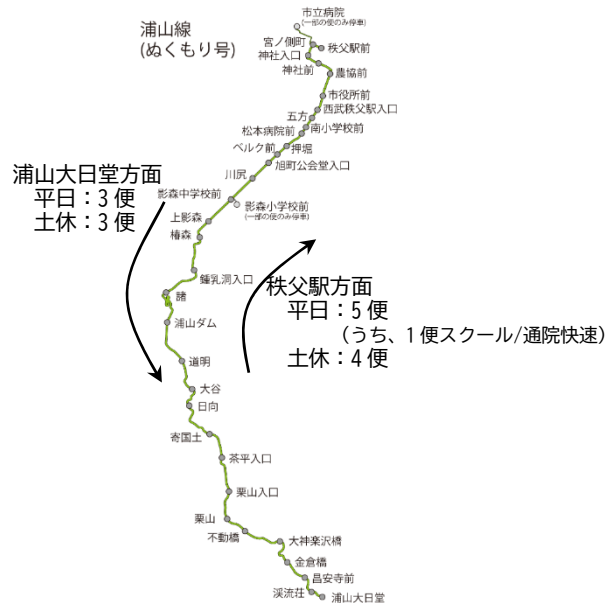 浦山線
(ぬくもり号)
市立病院
(一部の便のみ停車)
宮ノ側町
秩父駅前
神社入口
神社前
農協前
市役所前
西武秩父駅入口
五方
南小学校前
松本病院前
押堀
ベルク前
旭町公会堂入口
川尻
影森中学校前
影森小学校前
(一部の便のみ停車)
上影森
椿森
鍾乳洞入口
諸
浦山ダム
道明
大谷
日向
寄国土
茶平入口
栗山入口
栗山
不動橋
大神楽沢橋
金倉橋
昌安寺前
渓流荘
浦山大日堂
浦山大日堂方面
平日：3 便
土休：3 便
秩父駅方面
平日：5 便
（うち、1 便スクール/通院快速）
土休：4 便